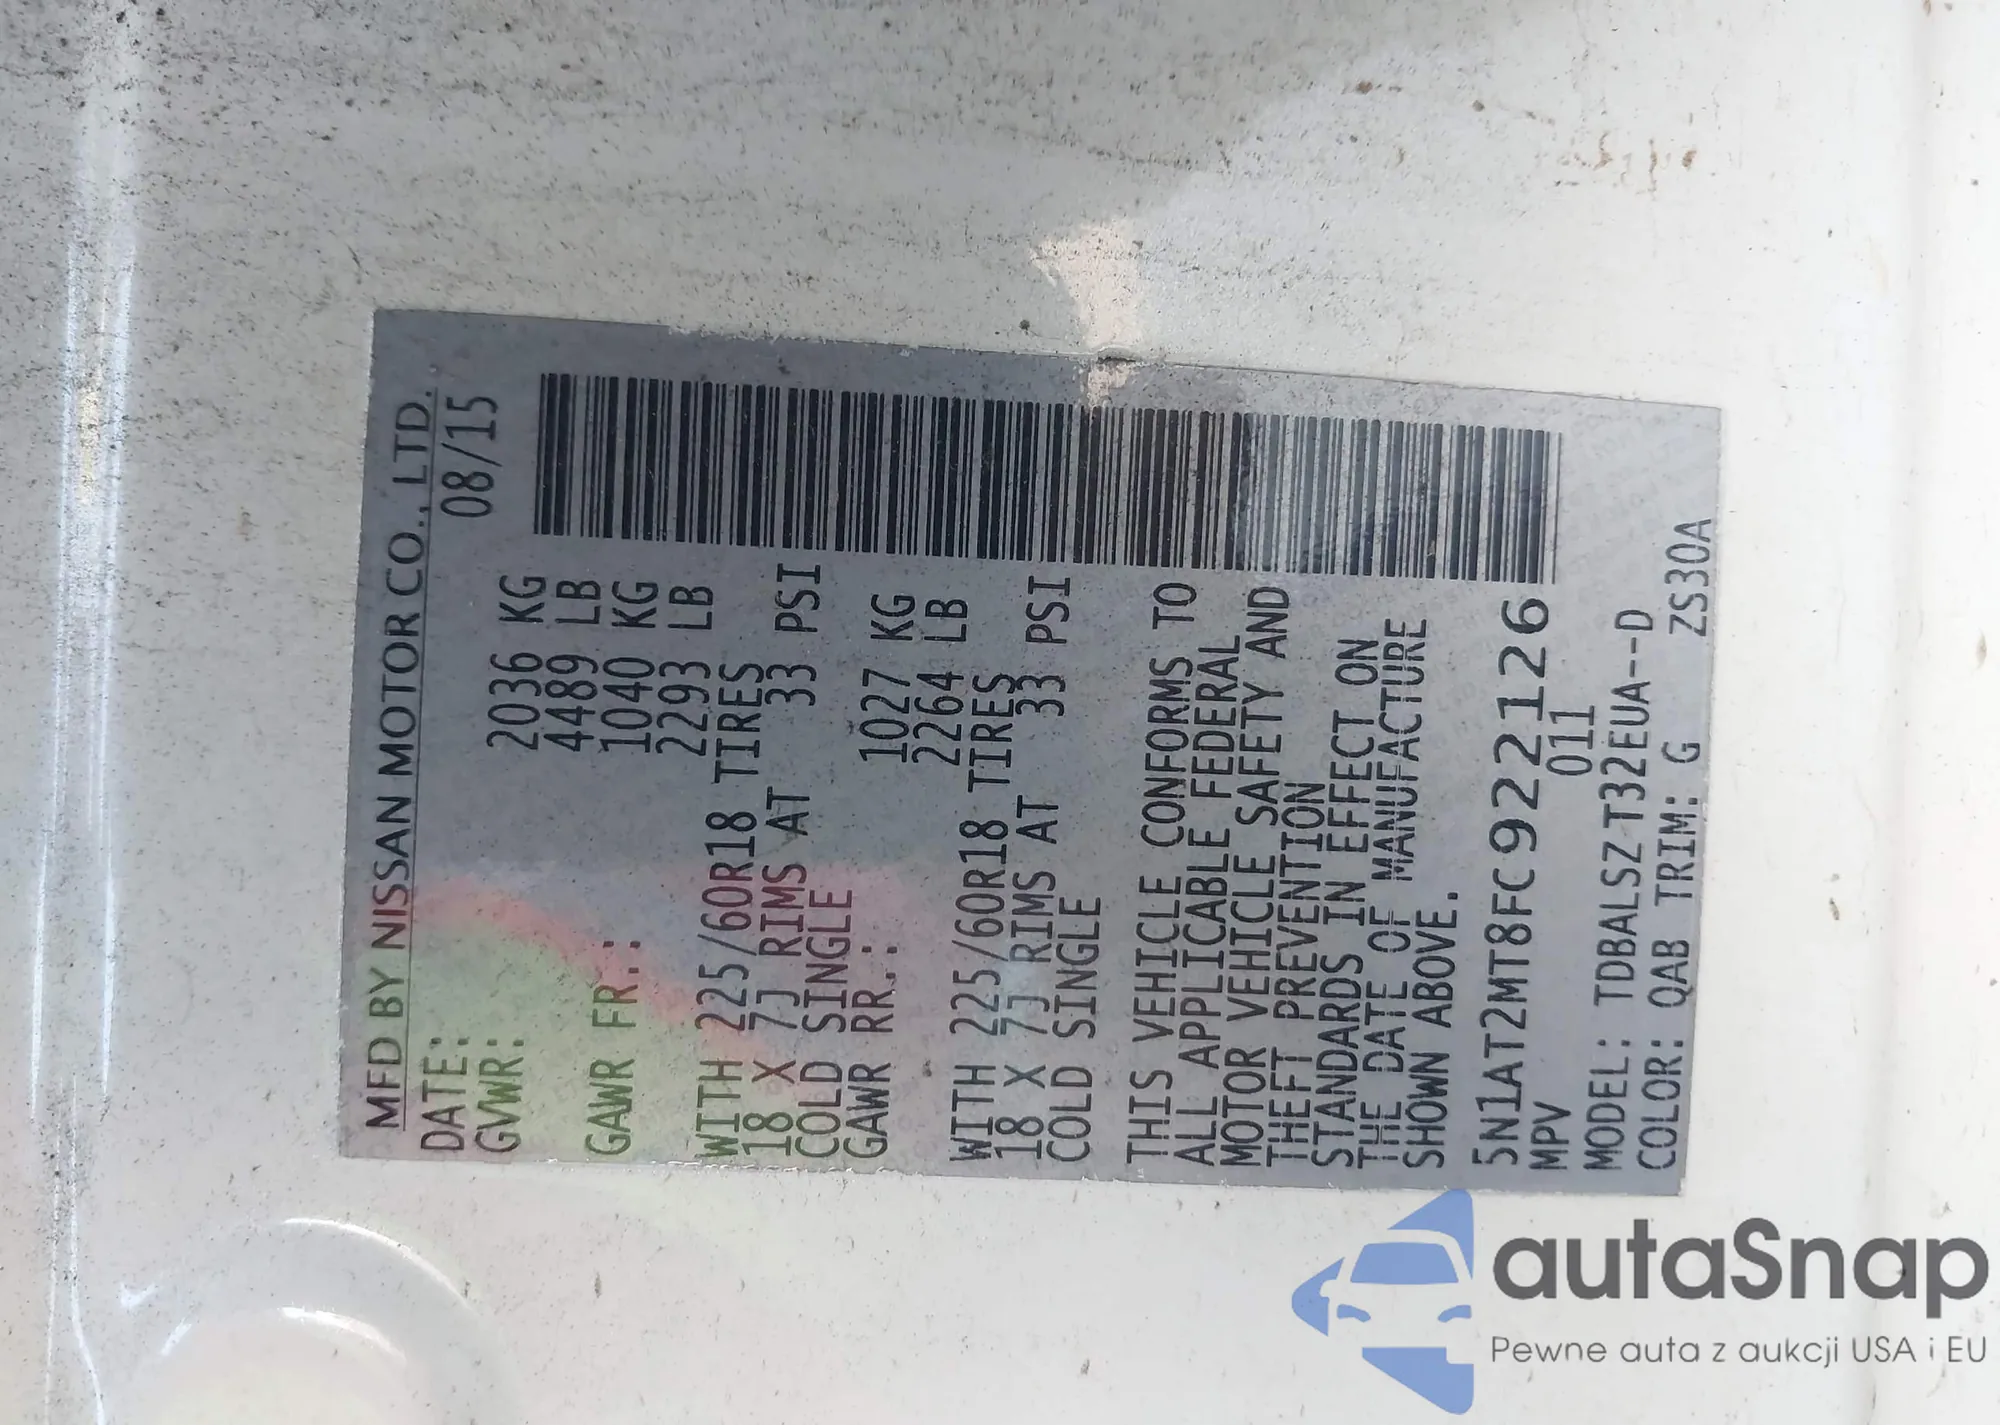 MFD BY NISSAN MOTOR CO., LTD.
DATE: 08/15
GVWR: 2036 KG
4489 LB
GAWR FR.: 1040 KG
2293 LB
WITH 225/60R18 TIRES
18 X 7J RIMS AT 33 PSI
COLD SINGLE
GAWR RR.: 1027 KG
2264 LB
WITH 225/60R18 TIRES
18 X 7J RIMS AT 33 PSI
COLD SINGLE
THIS VEHICLE CONFORMS TO
ALL APPLICABLE FEDERAL
MOTOR VEHICLE SAFETY AND
THEFT PREVENTION
STANDARDS IN EFFECT ON
THE DATE OF MANUFACTURE
SHOWN ABOVE.
5N1AT2MT8FC922126
MPV 011
MODEL: TDBALSZ T32EUA--D
COLOR: QAB TRIM: G ZS30A
autaSnap
Pewne auta z aukcji USA i EU